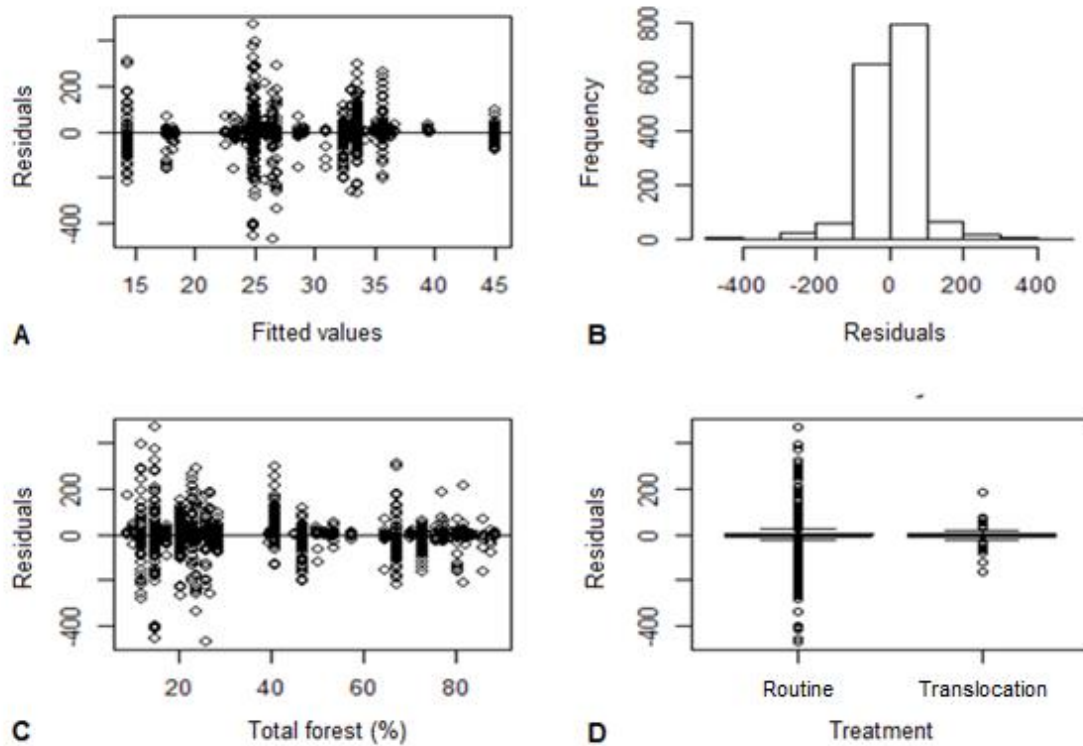 Residuals
200
0
-400
15 20 25 30 35 40 45
Fitted values
A
Frequency
800
600
400
200
0
-400 -200 0 200 400
Residuals
B
Residuals
200
0
-400
20 40 60 80
Total forest (%)
C
Residuals
200
0
-400
Routine Translocation
Treatment
D